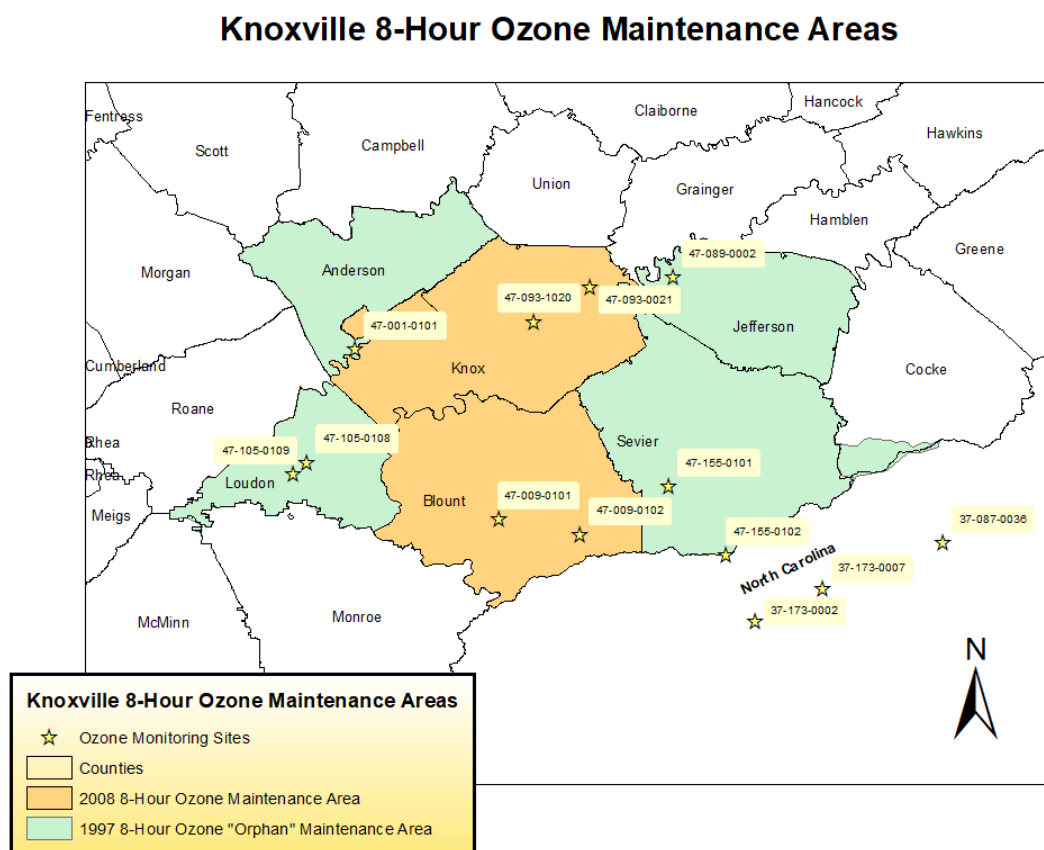 Knoxville 8-Hour Ozone Maintenance Areas
Hancock
Claiborne
Fentress
Hawkins
Campbell
Scott
Union
Grainger
Hamblen
Greene
47-089-0002
Anderson
Morgan
47-093-1020
47-093-0021
47-001-0101
Jefferson
Cumberland
Knox
Cocke
Roane
47-105-0108
Sevier
Rhea
47-105-0109
47-155-0101
Rhea
Loudon
Blount
47-009-0101
47-009-0102
Meigs
37-087-0036
47-155-0102
North Carolina
37-173-0007
37-173-0002
McMinn
Monroe
N
Knoxville 8-Hour Ozone Maintenance Areas
Ozone Monitoring Sites
Counties
2008 8-Hour Ozone Maintenance Area
1997 8-Hour Ozone "Orphan" Maintenance Area